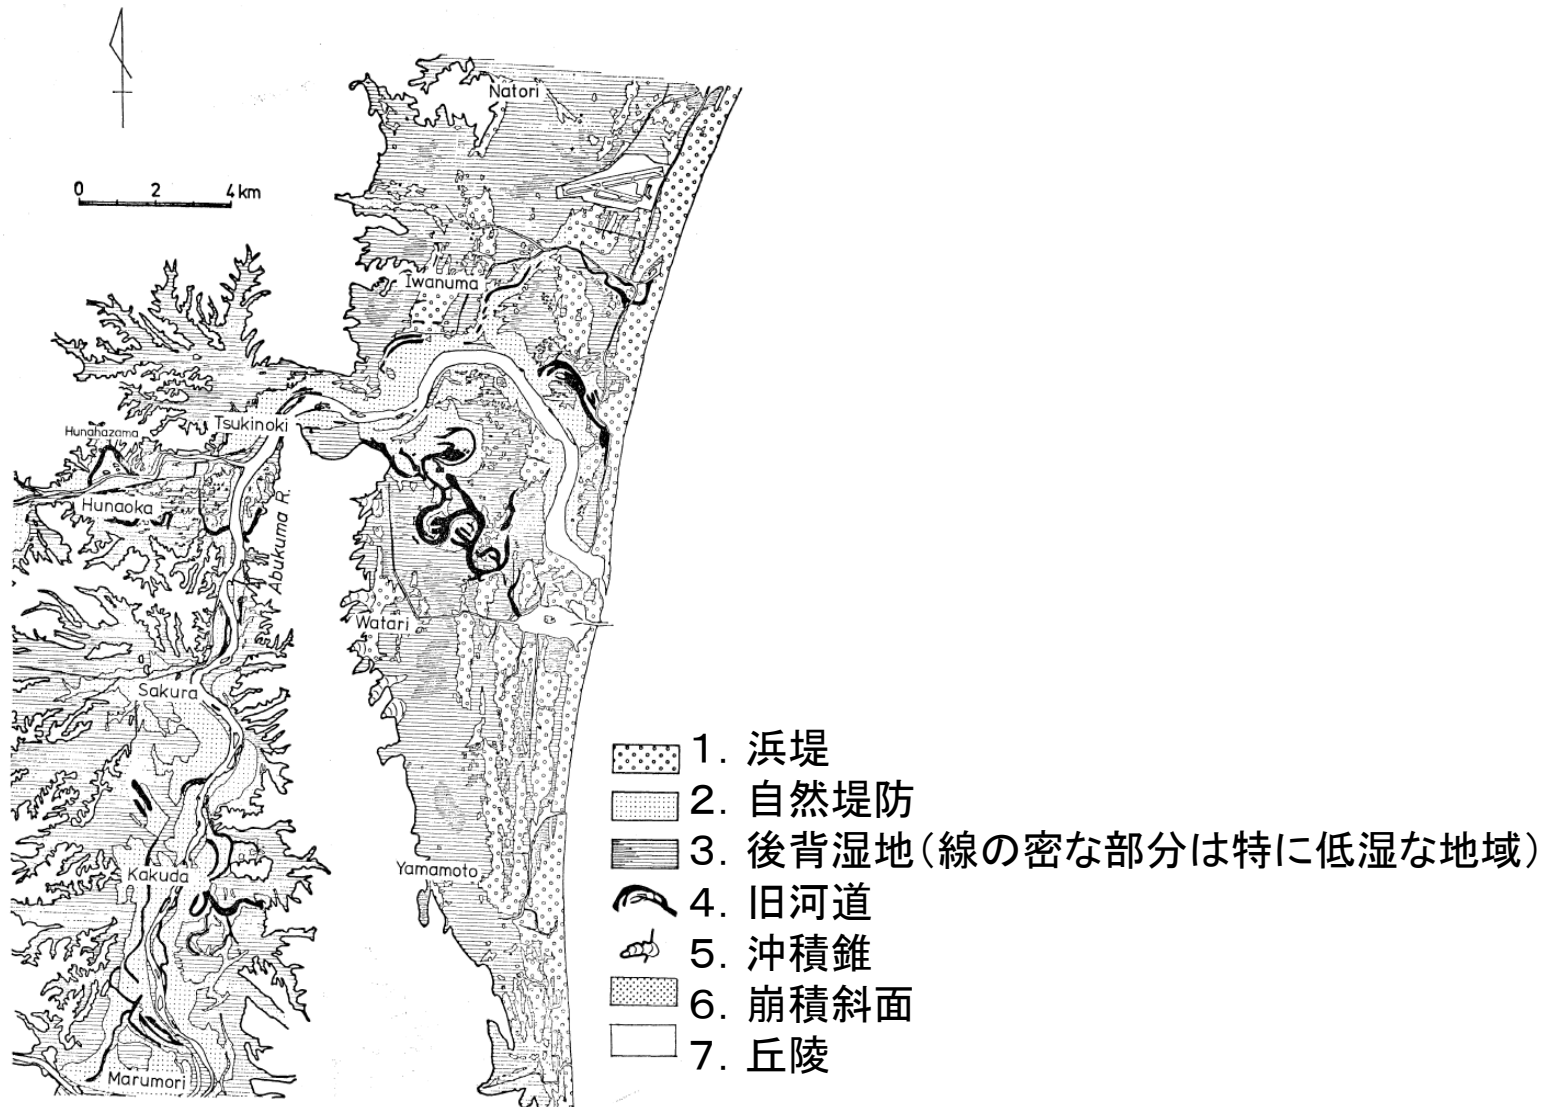 Natori
0 2 4 km
Iwanuma
Tsukinoki
Hunahazama
Hunaoka
Abukuma R.
Watari
Sakura
Kakuda
Yamamoto
Marumori
1. 浜堤
2. 自然堤防
3. 後背湿地(線の密な部分は特に低湿な地域)
4. 旧河道
5. 沖積錐
6. 崩積斜面
7. 丘陵